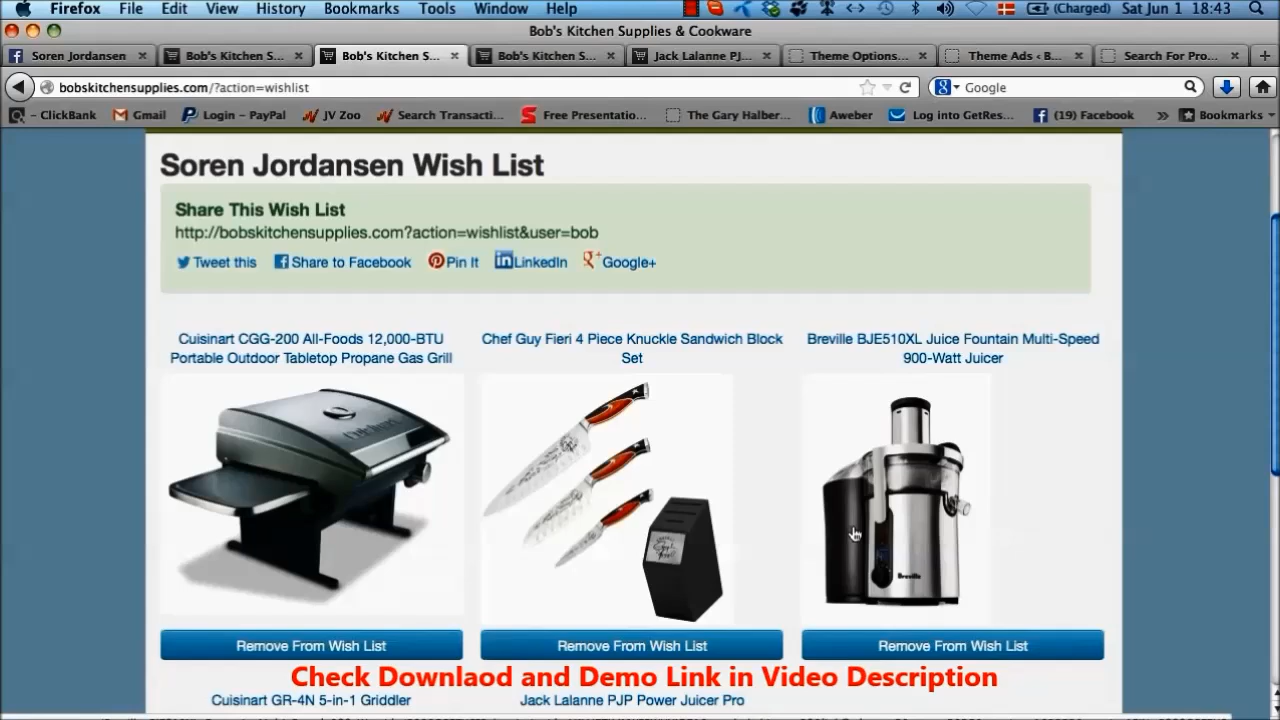 Firefox File Edit View History Bookmarks Tools Window Help (Charged) Sat Jun 1 18:43
Bob's Kitchen Supplies & Cookware
Soren Jordansen Bob's Kitchen S... Bob's Kitchen S... Bob's Kitchen S... Jack Lalanne PJ... Theme Options... Theme Ads ‹ B... Search For Pro...
bobskitchensupplies.com/?action=wishlist Google
- ClickBank Gmail Login – PayPal JV Zoo Search Transacti... Free Presentatio... The Gary Halber... Aweber Log into GetRes... (19) Facebook » Bookmarks
Soren Jordansen Wish List
Share This Wish List
http://bobskitchensupplies.com?action=wishlist&user=bob
Tweet this Share to Facebook Pin It LinkedIn Google+
Cuisinart CGG-200 All-Foods 12,000-BTU
Portable Outdoor Tabletop Propane Gas Grill
Chef Guy Fieri 4 Piece Knuckle Sandwich Block
Set
Breville BJE510XL Juice Fountain Multi-Speed
900-Watt Juicer
Cuisinart
Breville
Remove From Wish List Remove From Wish List Remove From Wish List
Check Downlaod and Demo Link in Video Description
Cuisinart GR-4N 5-in-1 Griddler Jack Lalanne PJP Power Juicer Pro